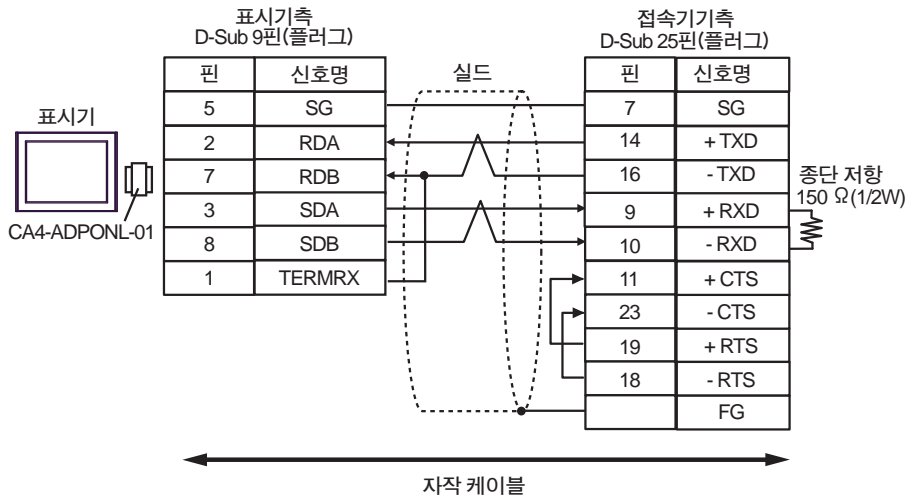 표시기측
D-Sub 9핀(플러그)
접속기기측
D-Sub 25핀(플러그)
핀 신호명
실드
핀 신호명
5 SG
7 SG
표시기
2 RDA
14 +TXD
7 RDB
16 -TXD
종단 저항
150 Ω(1/2W)
3 SDA
9 +RXD
CA4-ADPONL-01
8 SDB
10 -RXD
1 TERMRX
11 +CTS
23 -CTS
19 +RTS
18 -RTS
FG
자작 케이블